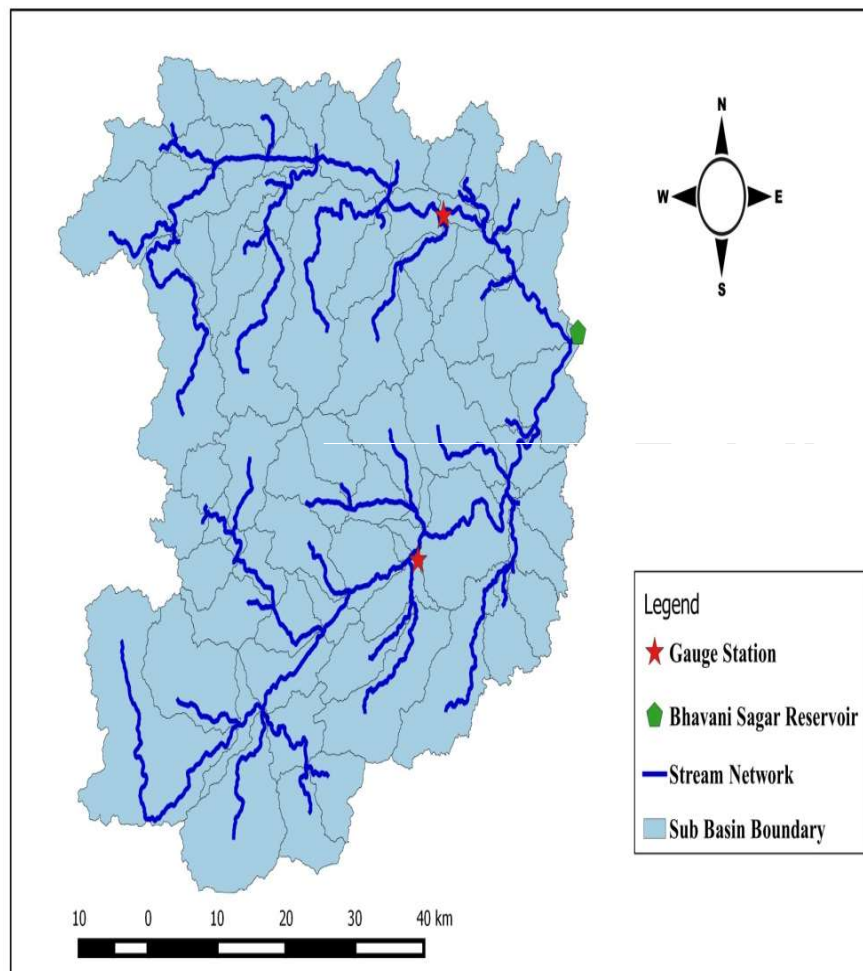 N
W E
S
Legend
Gauge Station
Bhavani Sagar Reservoir
Stream Network
Sub Basin Boundary
10 0 10 20 30 40 km